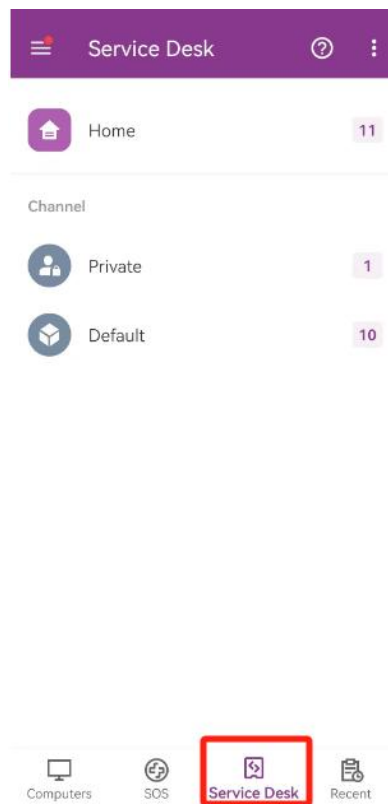 Service Desk
Home 11
Channel
Private 1
Default 10
Computers SOS Service Desk Recent